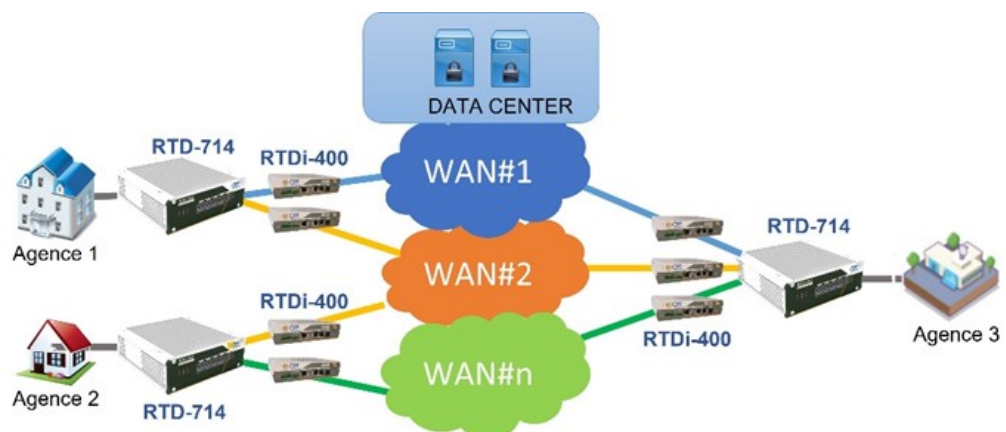 DATA CENTER
RTD-714
RTDi-400
WAN#1
RTD-714
Agence 1
WAN#2
RTDi-400
RTDi-400
Agence 3
WAN#n
Agence 2
RTD-714